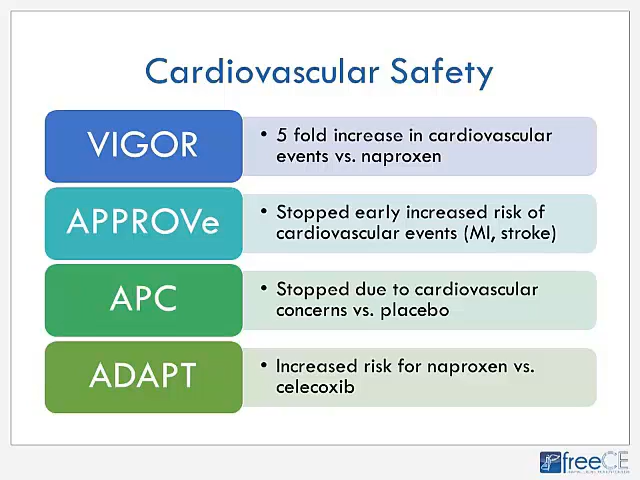 Cardiovascular Safety
VIGOR
• 5 fold increase in cardiovascular
events vs. naproxen
APPROVe
• Stopped early increased risk of
cardiovascular events (MI, stroke)
APC
• Stopped due to cardiovascular
concerns vs. placebo
ADAPT
• Increased risk for naproxen vs.
celecoxib
freeCE